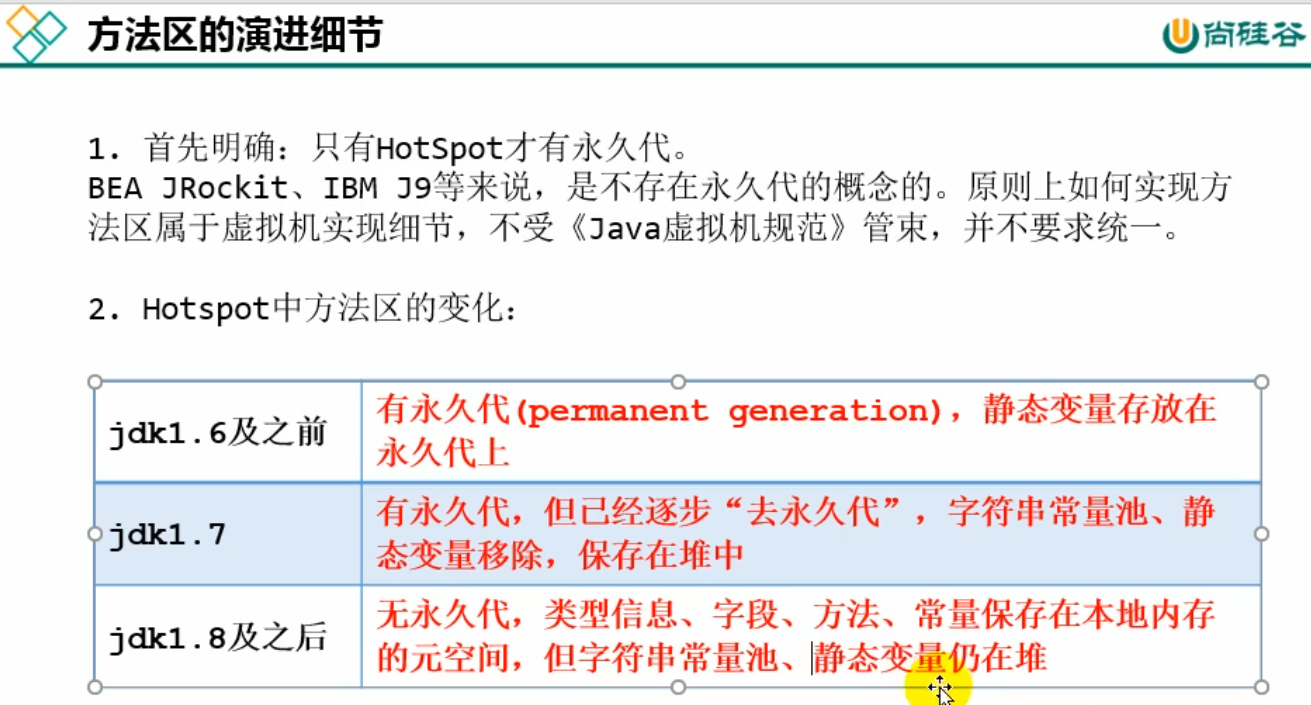 方法区的演进细节
尚硅谷
1. 首先明确：只有HotSpot才有永久代。
BEA JRockit、IBM J9等来说，是不存在永久代的概念的。原则上如何实现方
法区属于虚拟机实现细节，不受《Java虚拟机规范》管束，并不要求统一。
2. Hotspot中方法区的变化：
jdk1.6及之前
有永久代(permanent generation)，静态变量存放在
永久代上
jdk1.7
有永久代，但已经逐步“去永久代”，字符串常量池、静
态变量移除，保存在堆中
jdk1.8及之后
无永久代，类型信息、字段、方法、常量保存在本地内存
的元空间，但字符串常量池、静态变量仍在堆